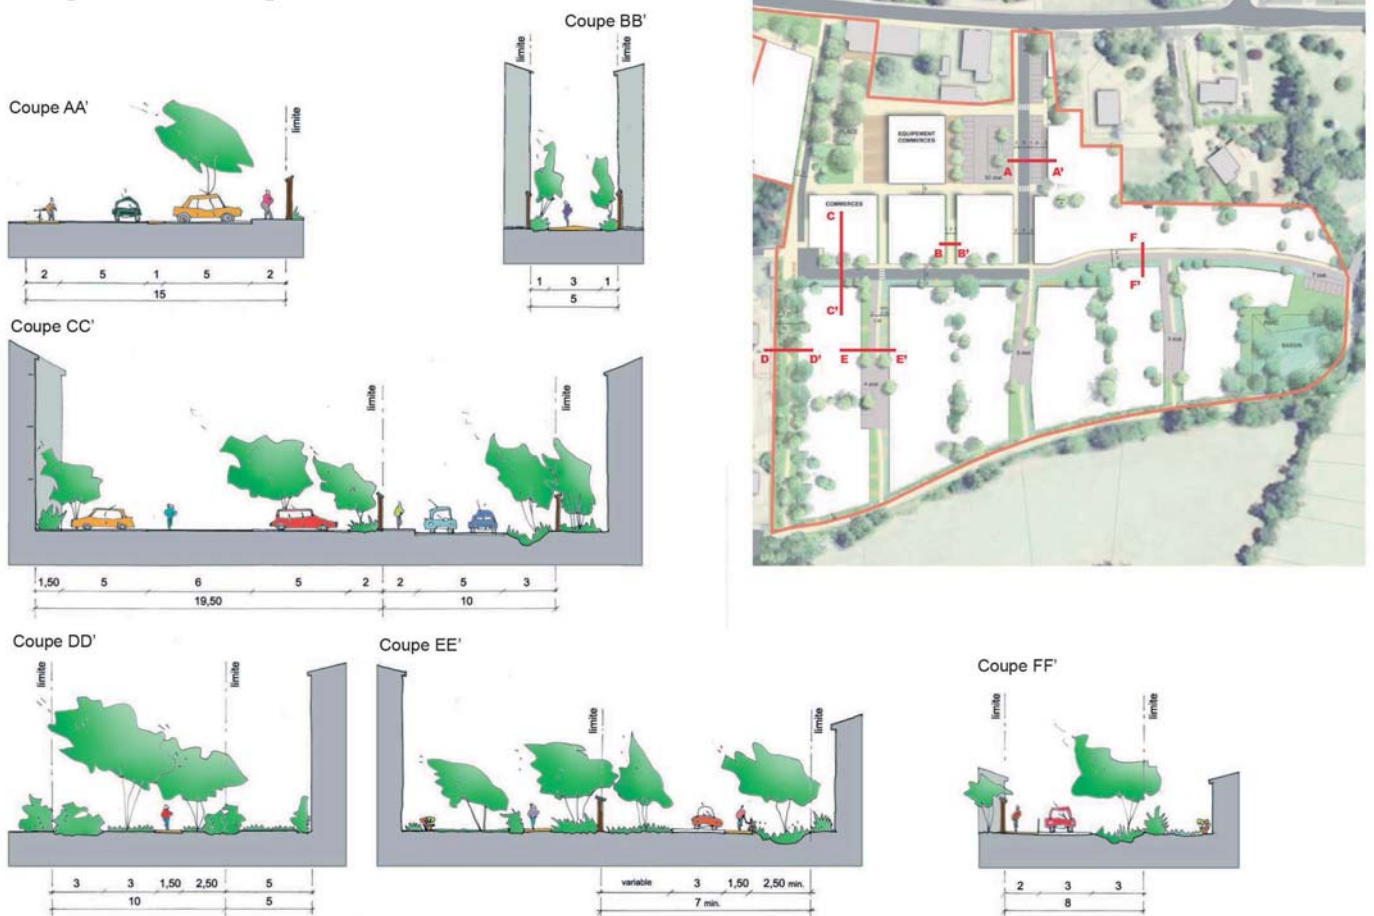 Coupe AA'
limite
2 5 1 5 2
15
Coupe BB'
limite
limite
1 3 1
5
Coupe CC'
limite
limite
1,50 5 6 5 2 2 5 3
19,50 10
Coupe DD'
limite
limite
3 3 1,50 2,50 5
10 5
Coupe EE'
limite
limite
variable 3 1,50 2,50 min.
7 min.
Coupe FF'
limite
limite
2 3 3
8
PLACE
EQUIPEMENT
COMMERCES
A A'
COMMERCES
C
B B'
F
F'
C'
D D' E E'
PARC
BASSIN